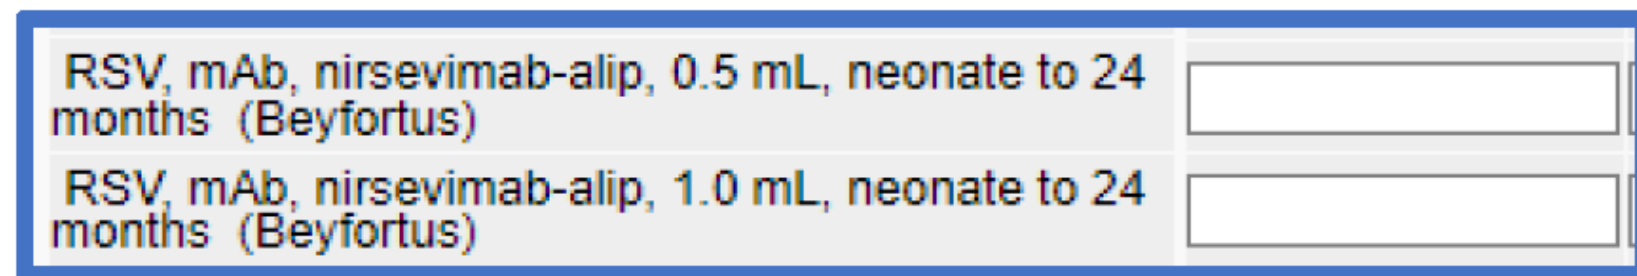 RSV, mAb, nirsevimab-alip, 0.5 mL, neonate to 24
months (Beyfortus)
RSV, mAb, nirsevimab-alip, 1.0 mL, neonate to 24
months (Beyfortus)